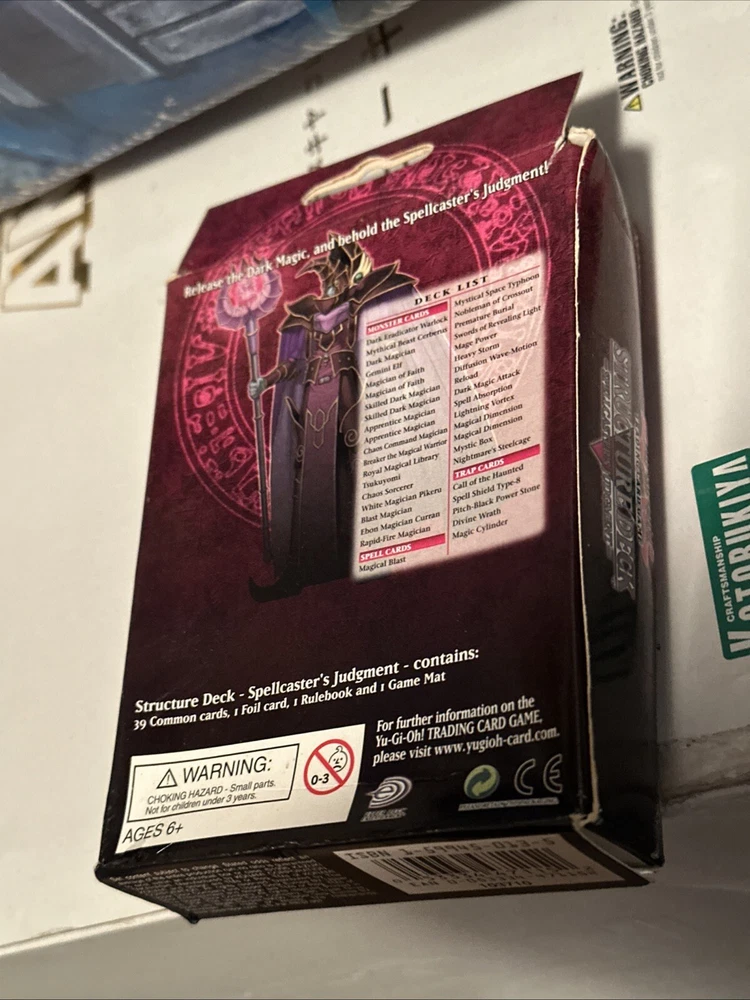 WARNING:
CHOKING HAZARD
Release the Dark Magic, and behold the Spellcaster's Judgment!
DECK LIST
MONSTER CARDS
Dark Eradicator Warlock
Mythical Beast Cerberus
Dark Magician
Gemini Elf
Magician of Faith
Magician of Faith
Skilled Dark Magician
Skilled Dark Magician
Apprentice Magician
Apprentice Magician
Chaos Command Magician
Breaker the Magical Warrior
Royal Magical Library
Tsukuyomi
Chaos Sorcerer
White Magician Pikeru
Blast Magician
Ebon Magician Curran
Rapid-Fire Magician
SPELL CARDS
Magical Blast
Mystical Space Typhoon
Nobleman of Crossout
Premature Burial
Swords of Revealing Light
Mage Power
Heavy Storm
Diffusion Wave-Motion
Reload
Dark Magic Attack
Spell Absorption
Lightning Vortex
Magical Dimension
Magical Dimension
Mystic Box
Nightmare's Steelcage
TRAP CARDS
Call of the Haunted
Spell Shield Type-8
Pitch-Black Power Stone
Divine Wrath
Magic Cylinder
STRUCTURE DECK
CRAFTSMANSHIP
KOTOBUKIYA
Structure Deck - Spellcaster's Judgment - contains:
39 Common cards, 1 Foil card, 1 Rulebook and 1 Game Mat
WARNING:
CHOKING HAZARD - Small parts.
Not for children under 3 years.
0-3
AGES 6+
For further information on the
Yu-Gi-Oh! TRADING CARD GAME,
please visit www.yugioh-card.com.
CE